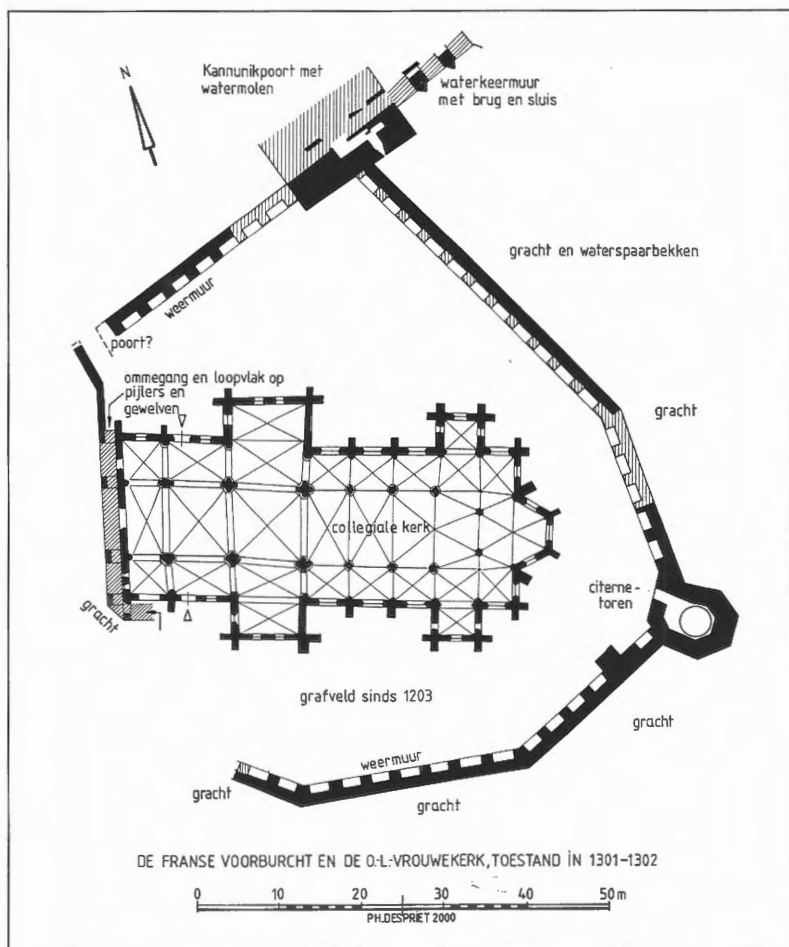 N
Kannunikpoort met
watermolen
waterkeermuur
met brug en sluis
gracht en waterspaarbekken
weermuur
poort?
ommegang en loopvlak op
pijlers en
gewelven
gracht
collegiale kerk
citerne-
toren
gracht
grafveld sinds 1203
gracht
weermuur
gracht
gracht
DE FRANSE VOORBURCHT EN DE O.-L.-VROUWEKERK, TOESTAND IN 1301-1302
0 10 20 30 40 50 m
PH.DESPRIET 2000